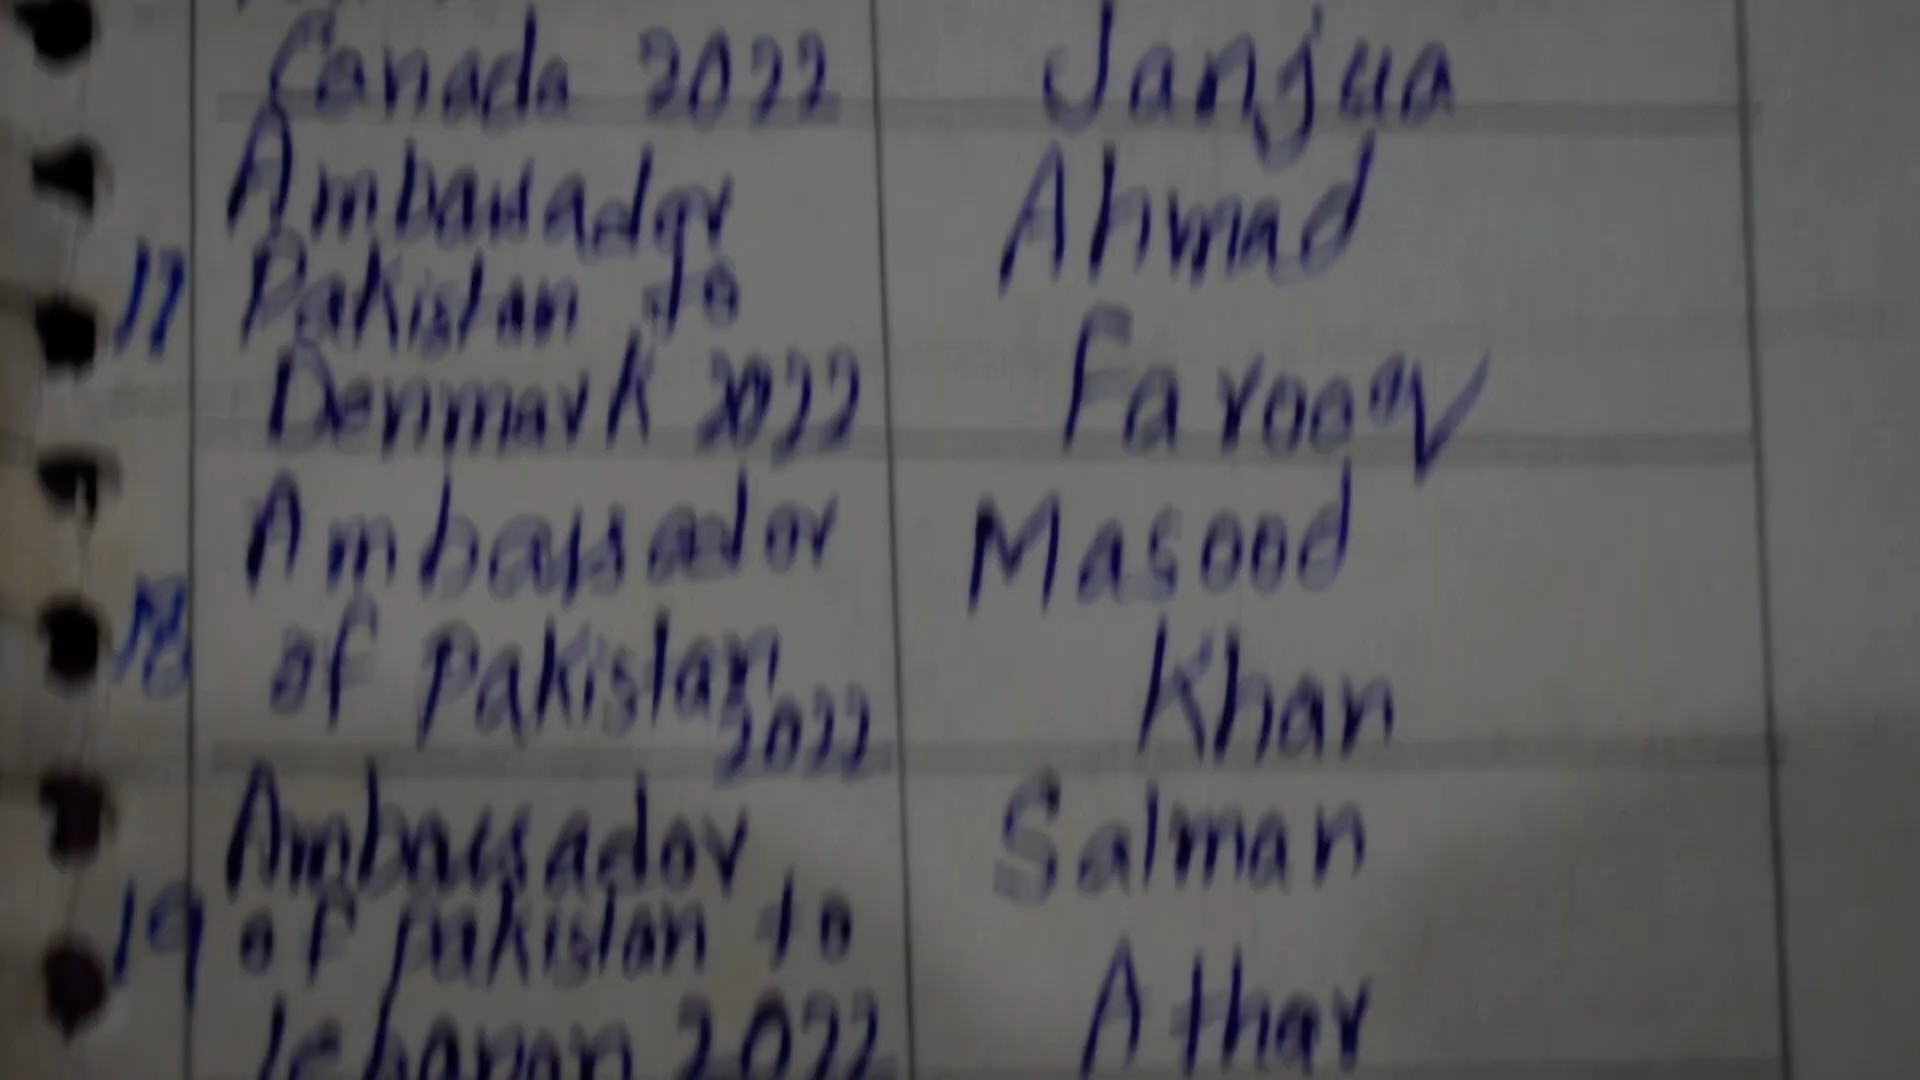 Canada 2022 Janjua
Ambassador Ahmad
17 Pakistan to
Denmark 2022 Farooq
Ambassador Masood
18 of Pakistan Khan
2022
Ambassador Salman
19 of Pakistan to
lebanon 2022 Athar